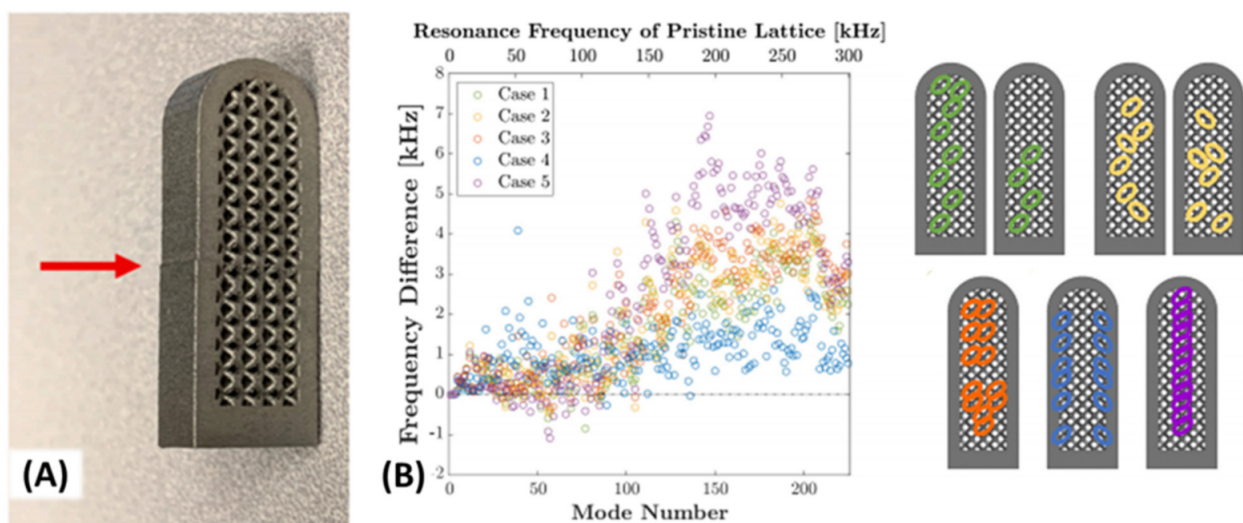 (A)
(B)
Resonance Frequency of Pristine Lattice [kHz]
0 50 100 150 200 250 300
Frequency Difference [kHz]
8
7
6
5
4
3
2
1
0
-1
-2
Case 1
Case 2
Case 3
Case 4
Case 5
0 50 100 150 200
Mode Number